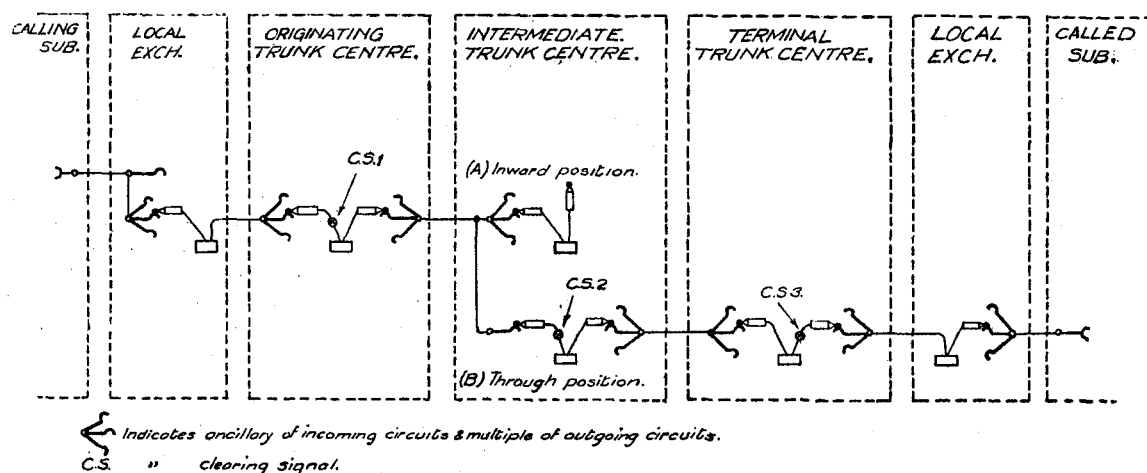 CALLING
SUB.
LOCAL
EXCH.
ORIGINATING
TRUNK CENTRE.
INTERMEDIATE.
TRUNK CENTRE.
TERMINAL
TRUNK CENTRE.
LOCAL
EXCH.
CALLED
SUB.
C.S.1
(A) Inward position.
C.S.2
C.S.3.
(B) Through position.
Indicates ancillary of incoming circuits & multiple of outgoing circuits.
C.S. " clearing signal.